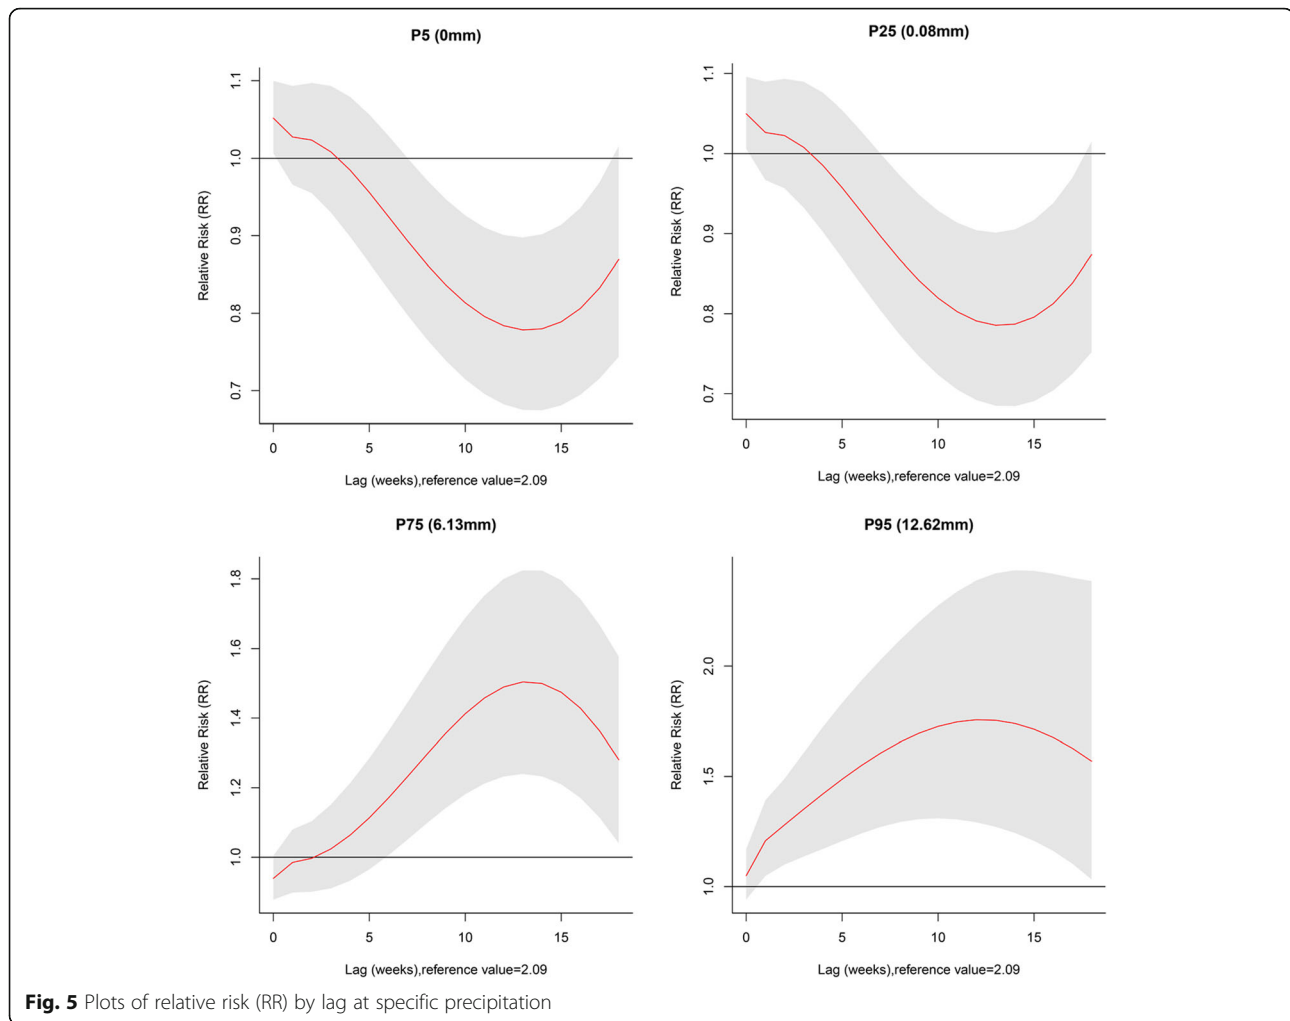 P5 (0mm)
1.1
1.0
0.9
0.8
0.7
Relative Risk (RR)
0 5 10 15
Lag (weeks),reference value=2.09
P25 (0.08mm)
1.1
1.0
0.9
0.8
0.7
Relative Risk (RR)
0 5 10 15
Lag (weeks),reference value=2.09
P75 (6.13mm)
1.8
1.6
1.4
1.2
1.0
Relative Risk (RR)
0 5 10 15
Lag (weeks),reference value=2.09
P95 (12.62mm)
2.0
1.5
1.0
Relative Risk (RR)
0 5 10 15
Lag (weeks),reference value=2.09
Fig. 5 Plots of relative risk (RR) by lag at specific precipitation